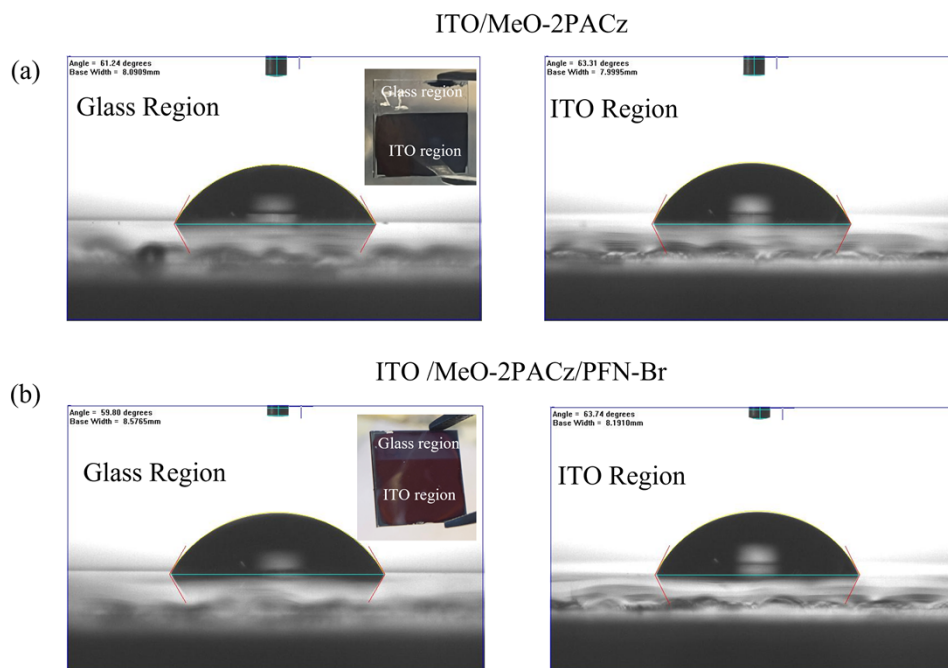 ITO/MeO-2PACz
(a)
Angle = 61.24 degrees
Base Width = 8.0909mm
Glass Region
Glass region
ITO region
Angle = 63.31 degrees
Base Width = 7.9995mm
ITO Region
ITO /MeO-2PACz/PFN-Br
(b)
Angle = 59.80 degrees
Base Width = 8.5765mm
Glass Region
Glass region
ITO region
Angle = 63.74 degrees
Base Width = 8.1910mm
ITO Region